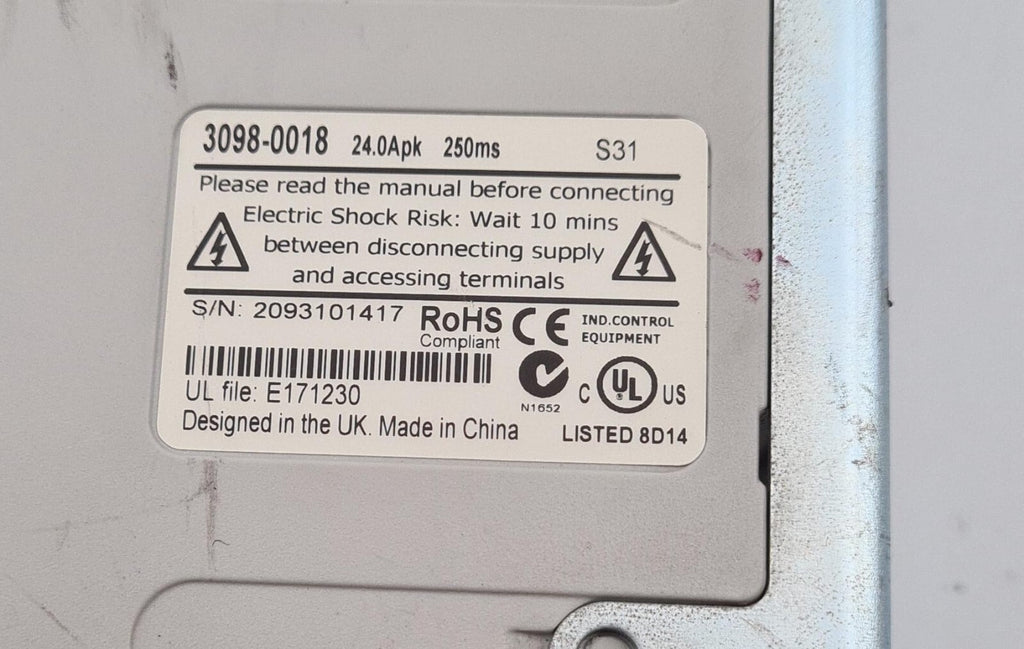 3098-0018 24.0Apk 250ms S31
Please read the manual before connecting
Electric Shock Risk: Wait 10 mins
between disconnecting supply
and accessing terminals
S/N: 2093101417
RoHS
Compliant
CE
IND.CONTROL
EQUIPMENT
N1652
C UL US
UL file: E171230
Designed in the UK. Made in China
LISTED 8D14